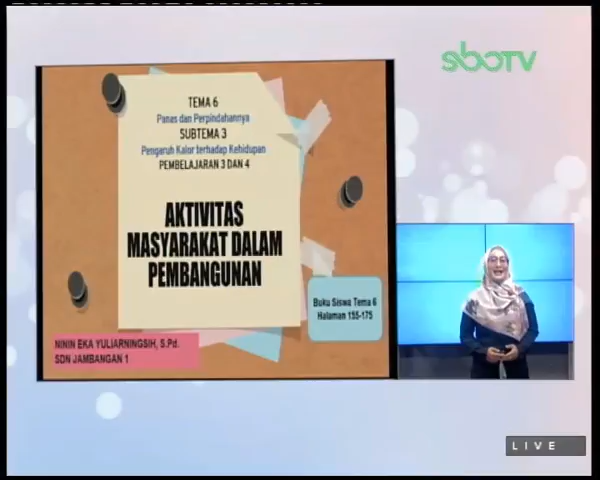 sboTV
TEMA 6
Panas dan Perpindahannya
SUBTEMA 3
Pengaruh Kalor terhadap Kehidupan
PEMBELAJARAN 3 DAN 4
AKTIVITAS
MASYARAKAT DALAM
PEMBANGUNAN
Buku Siswa Tema 6
Halaman 155-175
NININ EKA YULIARNINGSIH, S.Pd.
SDN JAMBANGAN 1
LIVE